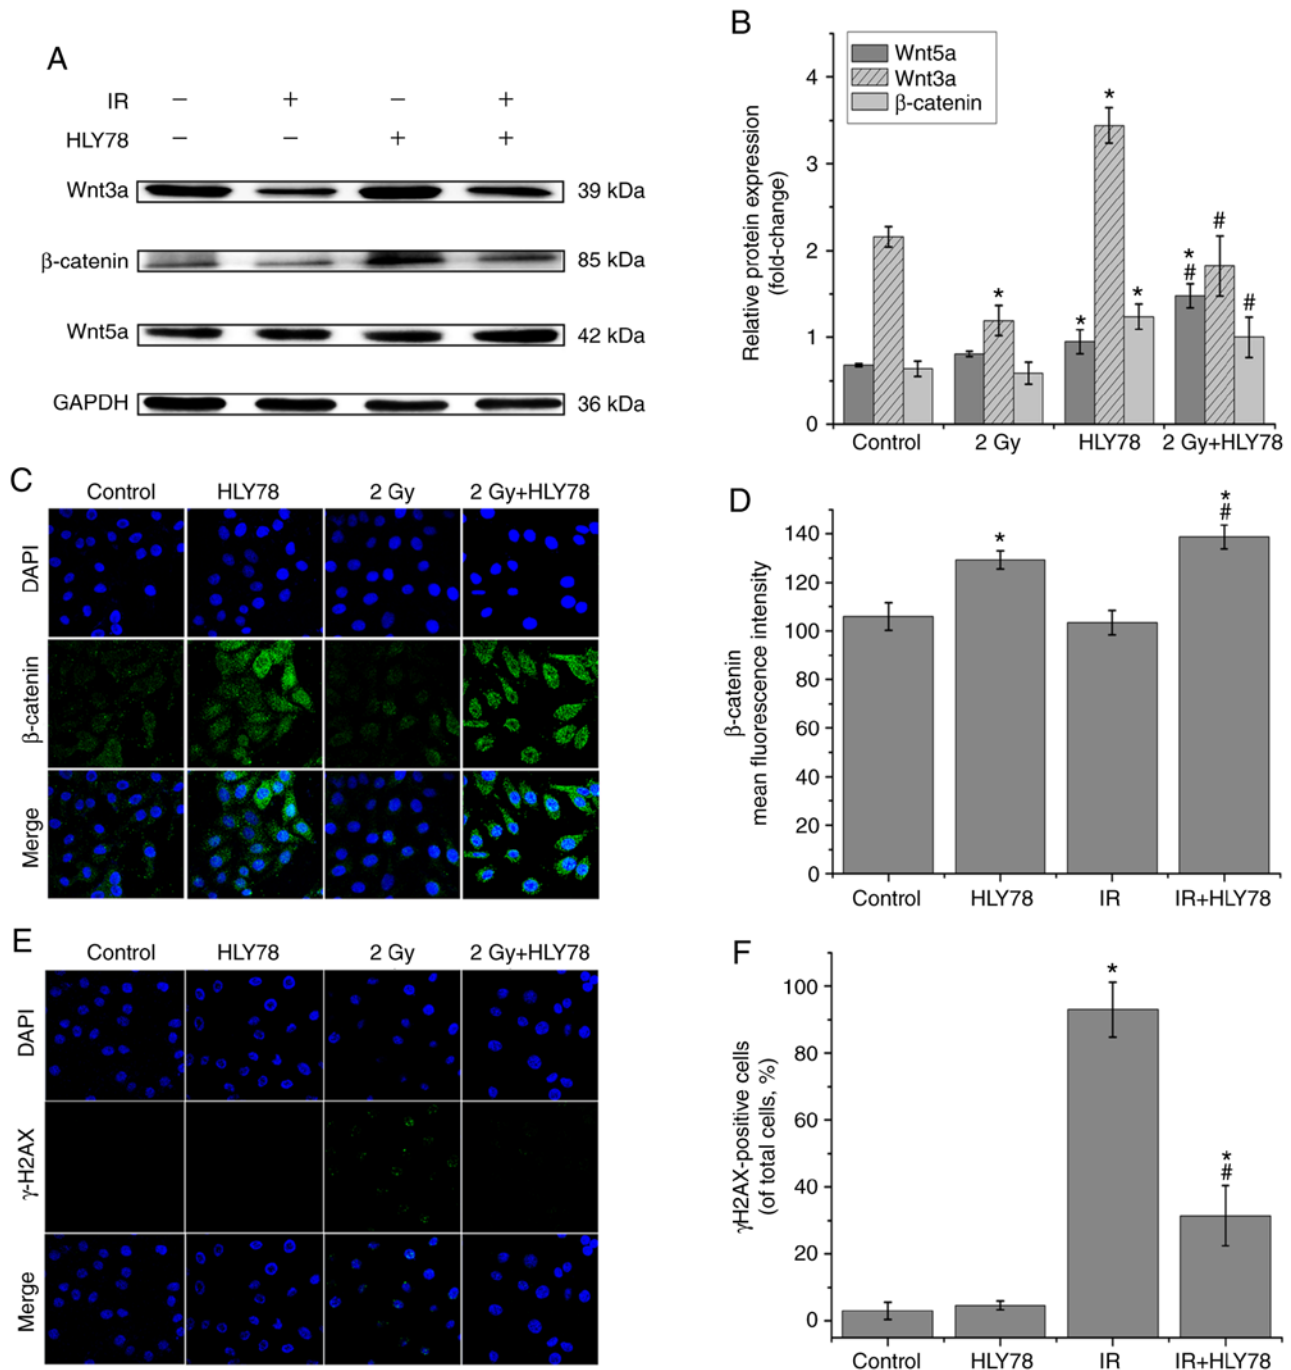 A
IR − + − +
HLY78 − − + +
Wnt3a 39 kDa
β-catenin 85 kDa
Wnt5a 42 kDa
GAPDH 36 kDa
B
Wnt5a
Wnt3a
β-catenin
Relative protein expression
(fold-change)
4
3
2
1
0
*
*
*
*
*
#
#
*
#
Control 2 Gy HLY78 2 Gy+HLY78
C
Control HLY78 2 Gy 2 Gy+HLY78
DAPI
β-catenin
Merge
D
β-catenin
mean fluorescence intensity
140
120
100
80
60
40
20
0
*
*
#
Control HLY78 IR IR+HLY78
E
Control HLY78 2 Gy 2 Gy+HLY78
DAPI
γ-H2AX
Merge
F
γH2AX-positive cells
(of total cells, %)
100
80
60
40
20
0
*
*
#
Control HLY78 IR IR+HLY78